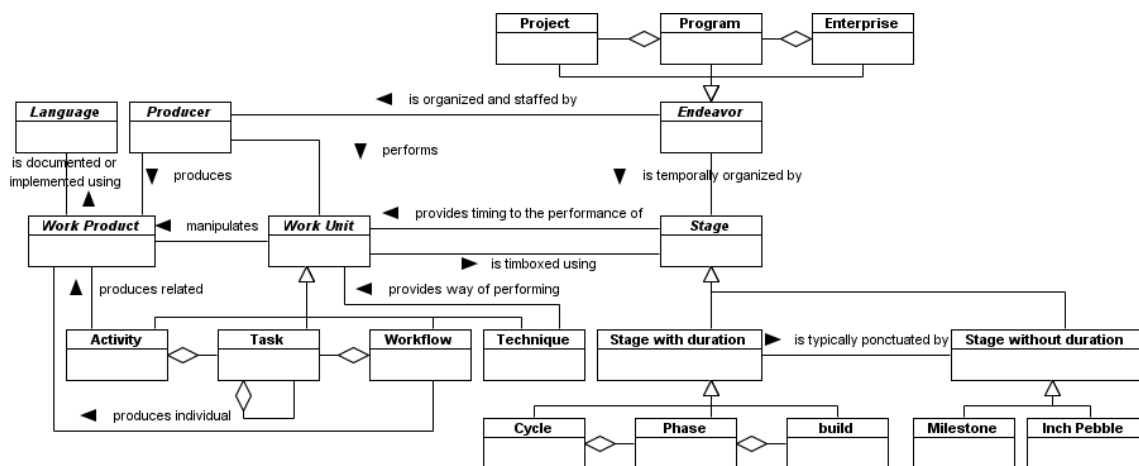 Project
Program
Enterprise
is organized and staffed by
Language
Producer
Endeavor
performs
is documented or
implemented using
produces
is temporally organized by
provides timing to the performance of
Work Product
manipulates
Work Unit
Stage
is timboxed using
produces related
provides way of performing
Activity
Task
Workflow
Technique
Stage with duration
is typically ponctuated by
Stage without duration
produces individual
Cycle
Phase
build
Milestone
Inch Pebble